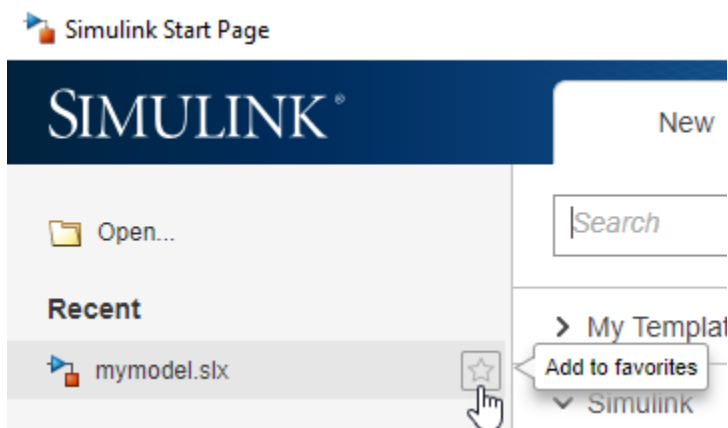 Simulink Start Page
SIMULINK®
New
Open...
Search
Recent
My Templat
mymodel.slx
Add to favorites
Simulink